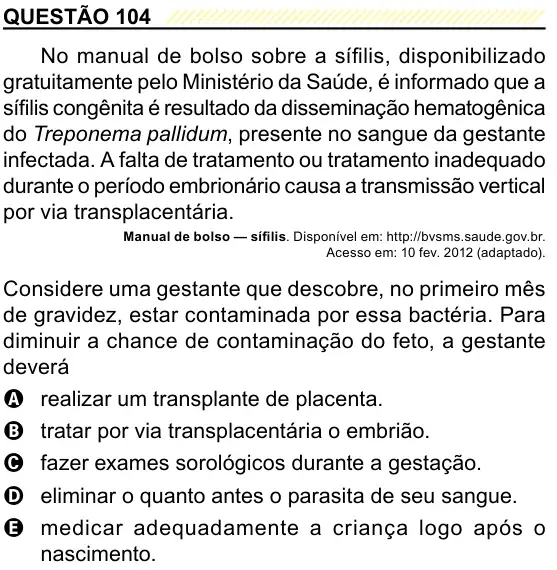 QUESTÃO 104
No manual de bolso sobre a sífilis, disponibilizado
gratuitamente pelo Ministério da Saúde, é informado que a
sífilis congênita é resultado da disseminação hematogênica
do Treponema pallidum, presente no sangue da gestante
infectada. A falta de tratamento ou tratamento inadequado
durante o período embrionário causa a transmissão vertical
por via transplacentária.
Manual de bolso — sífilis. Disponível em: http://bvsms.saude.gov.br.
Acesso em: 10 fev. 2012 (adaptado).
Considere uma gestante que descobre, no primeiro mês
de gravidez, estar contaminada por essa bactéria. Para
diminuir a chance de contaminação do feto, a gestante
deverá
A realizar um transplante de placenta.
B tratar por via transplacentária o embrião.
C fazer exames sorológicos durante a gestação.
D eliminar o quanto antes o parasita de seu sangue.
E medicar adequadamente a criança logo após o
nascimento.